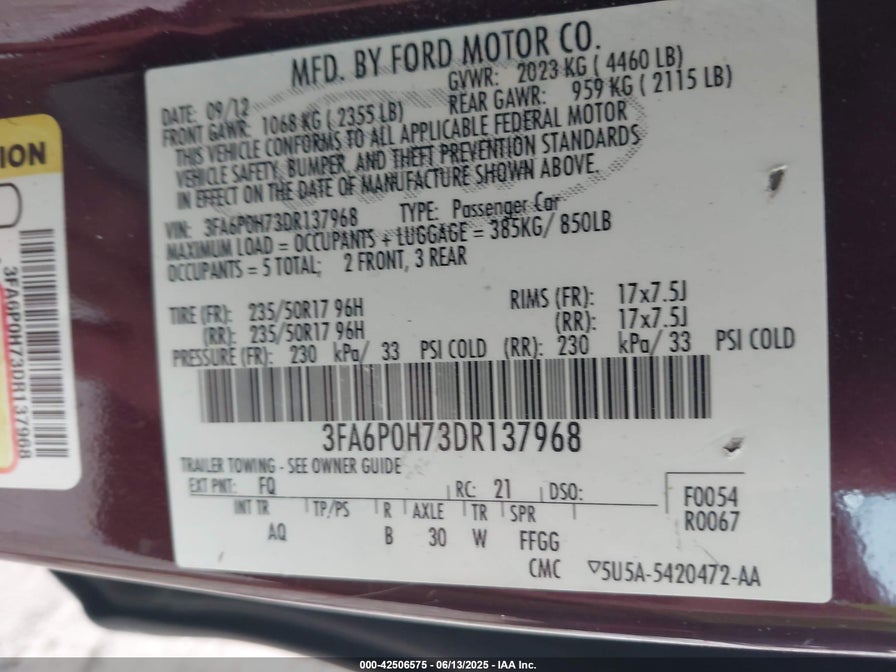 MFD. BY FORD MOTOR CO.
DATE: 09/12 GVWR: 2023 KG ( 4460 LB)
FRONT GAWR: 1068 KG ( 2355 LB) REAR GAWR: 959 KG ( 2115 LB)
THIS VEHICLE CONFORMS TO ALL APPLICABLE FEDERAL MOTOR
VEHICLE SAFETY, BUMPER, AND THEFT PREVENTION STANDARDS
IN EFFECT ON THE DATE OF MANUFACTURE SHOWN ABOVE.
VIN: 3FA6P0H73DR137968 TYPE: Passenger Car
MAXIMUM LOAD = OCCUPANTS + LUGGAGE = 385KG/ 850LB
OCCUPANTS = 5 TOTAL; 2 FRONT, 3 REAR
TIRE (FR): 235/50R17 96H RIMS (FR): 17x7.5J
(RR): 235/50R17 96H (RR): 17x7.5J
PRESSURE (FR): 230 kPa/ 33 PSI COLD (RR): 230 kPa/ 33 PSI COLD
3FA6P0H73DR137968
TRAILER TOWING - SEE OWNER GUIDE
EXT PNT: FQ RC: 21 DSO: F0054
INT TR TP/PS R AXLE TR SPR R0067
AQ B 30 W FFGG
CMC ▽5U5A-5420472-AA
ION
3FA6P0H73DR137968
000-42506575 - 06/13/2025 - IAA Inc.